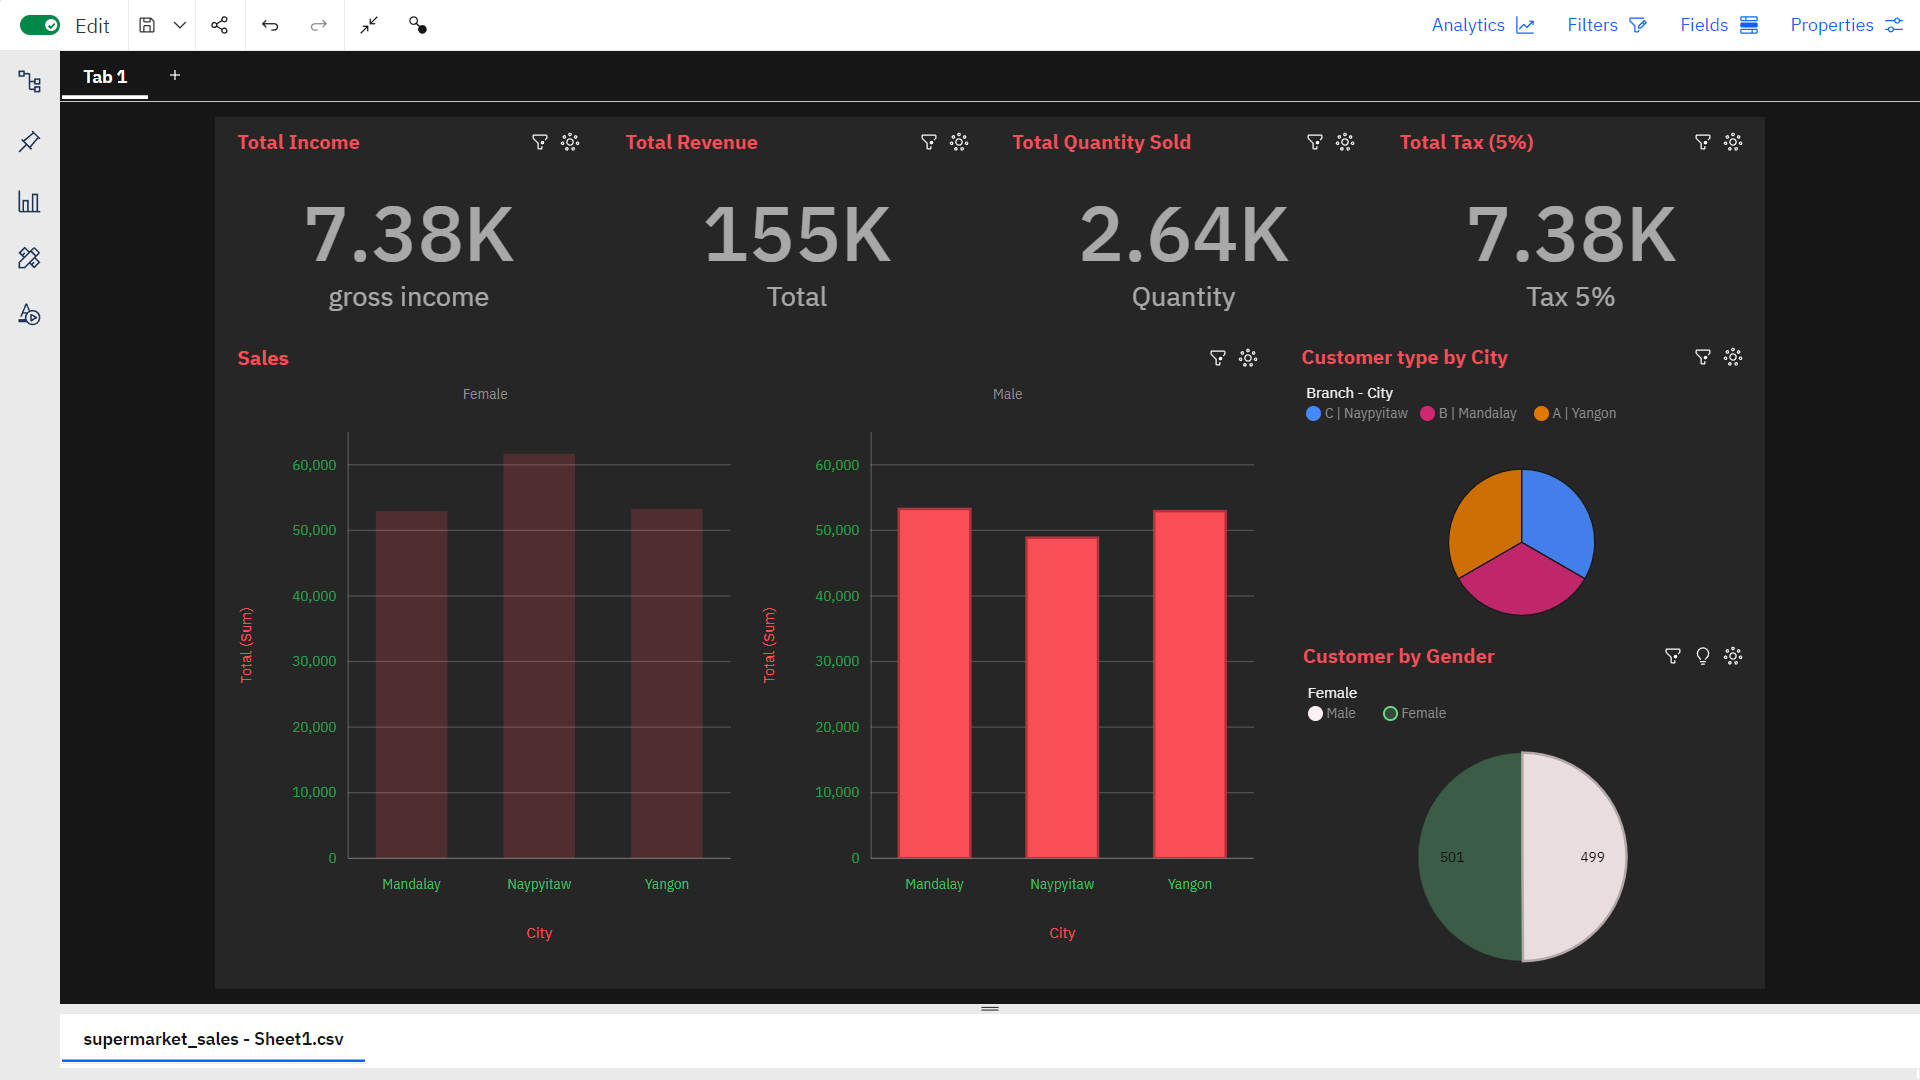 Edit
Analytics
Filters
Fields
Properties
Tab 1
+
Total Income
Total Revenue
Total Quantity Sold
Total Tax (5%)
7.38K
155K
2.64K
7.38K
gross income
Total
Quantity
Tax 5%
Sales
Female
Male
60,000
50,000
40,000
30,000
20,000
10,000
0
Total (Sum)
Mandalay
Naypyitaw
Yangon
City
60,000
50,000
40,000
30,000
20,000
10,000
0
Total (Sum)
Mandalay
Naypyitaw
Yangon
City
Customer type by City
Branch - City
C | Naypyitaw
B | Mandalay
A | Yangon
Customer by Gender
Female
Male
Female
501
499
supermarket_sales - Sheet1.csv